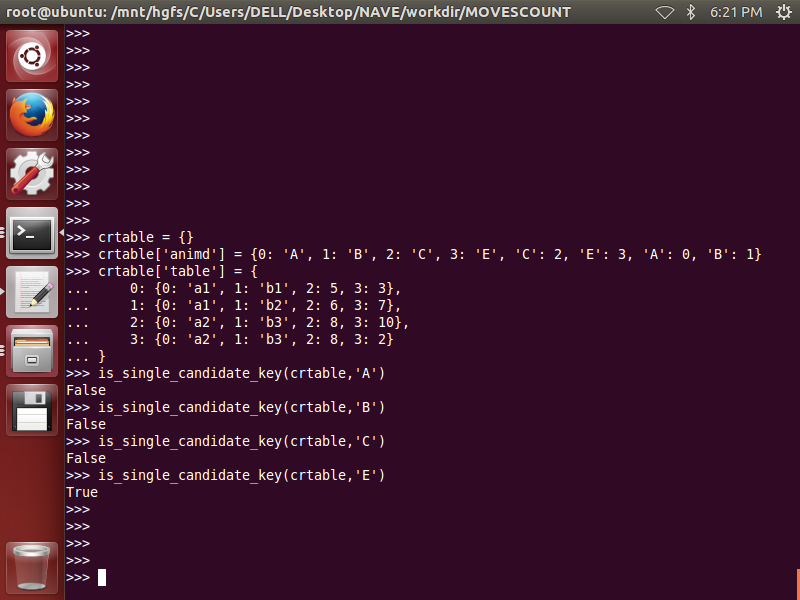 root@ubuntu: /mnt/hgfs/C/Users/DELL/Desktop/NAVE/workdir/MOVESCOUNT 6:21 PM
>>>
>>>
>>>
>>>
>>>
>>>
>>>
>>>
>>>
>>>
>>>
>>>
>>> crtable = {}
>>> crtable['animd'] = {0: 'A', 1: 'B', 2: 'C', 3: 'E', 'C': 2, 'E': 3, 'A': 0, 'B': 1}
>>> crtable['table'] = {
...     0: {0: 'a1', 1: 'b1', 2: 5, 3: 3},
...     1: {0: 'a1', 1: 'b2', 2: 6, 3: 7},
...     2: {0: 'a2', 1: 'b3', 2: 8, 3: 10},
...     3: {0: 'a2', 1: 'b3', 2: 8, 3: 2}
... }
>>> is_single_candidate_key(crtable,'A')
False
>>> is_single_candidate_key(crtable,'B')
False
>>> is_single_candidate_key(crtable,'C')
False
>>> is_single_candidate_key(crtable,'E')
True
>>>
>>>
>>>
>>>
>>>